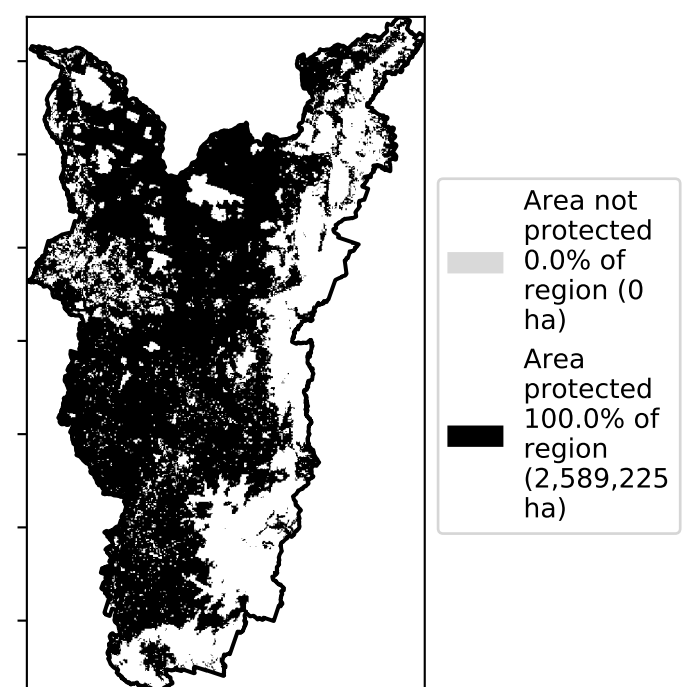 Area not
protected
0.0% of
region (0
ha)
Area
protected
100.0% of
region
(2,589,225
ha)